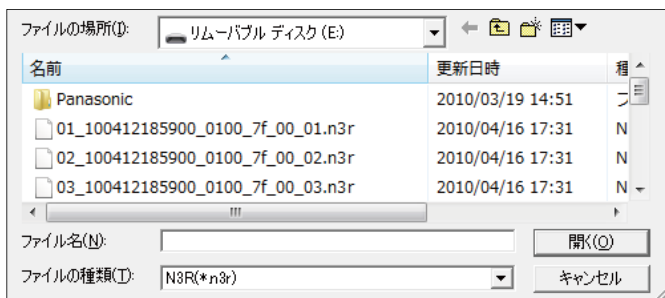 ファイルの場所(I):
リムーバブル ディスク (E:)
名前
更新日時
種
Panasonic
2010/03/19 14:51
フ
01_100412185900_0100_7f_00_01.n3r
2010/04/16 17:31
N
02_100412185900_0100_7f_00_02.n3r
2010/04/16 17:31
N
03_100412185900_0100_7f_00_03.n3r
2010/04/16 17:31
N
ファイル名(N):
開く(O)
ファイルの種類(T):
N3R(*.n3r)
キャンセル